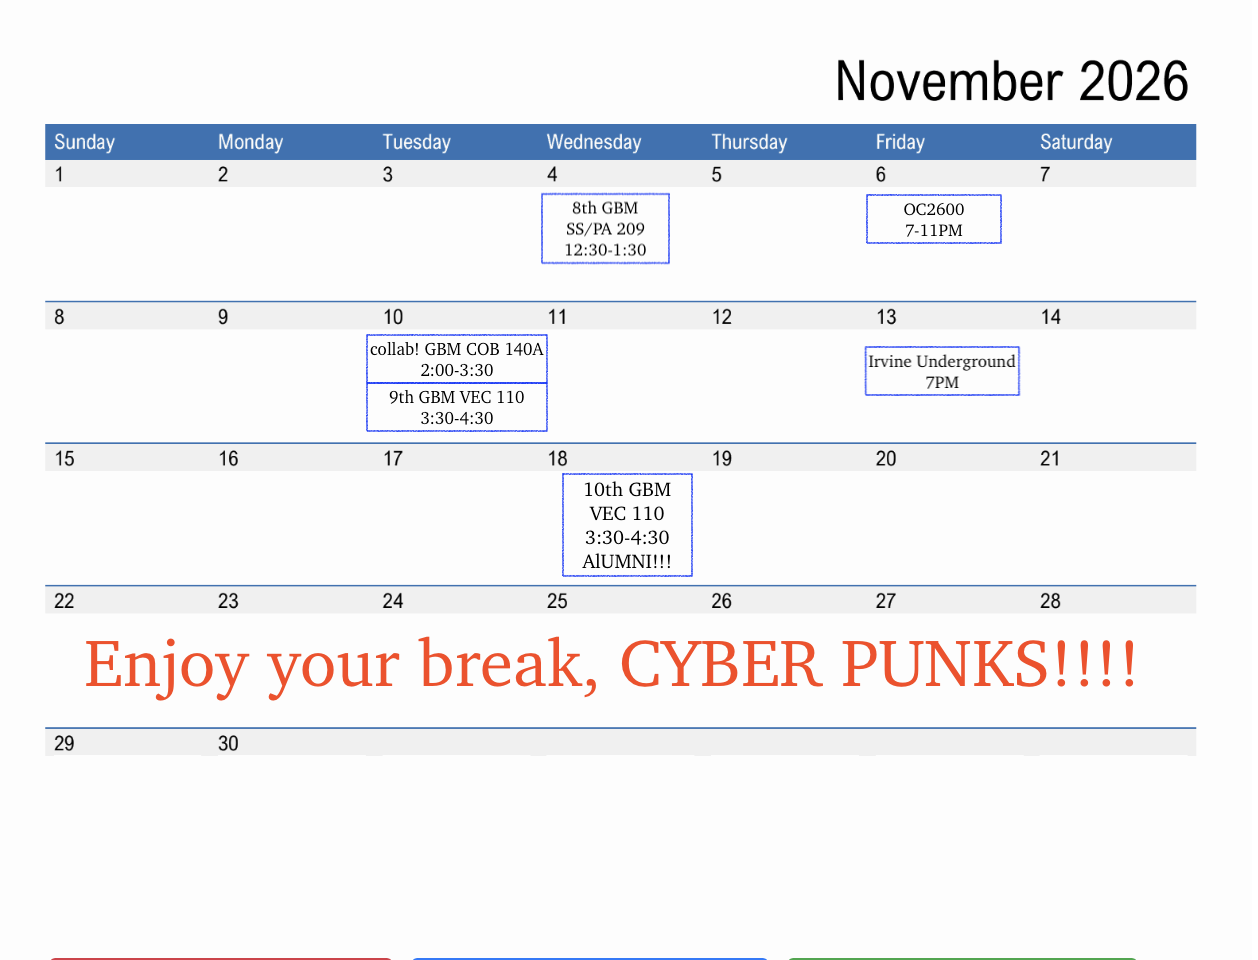 November 2026
Sunday Monday Tuesday Wednesday Thursday Friday Saturday
1 2 3 4 5 6 7
8th GBM
SS/PA 209
12:30-1:30
OC2600
7-11PM
8 9 10 11 12 13 14
collab! GBM COB 140A
2:00-3:30
9th GBM VEC 110
3:30-4:30
Irvine Underground
7PM
15 16 17 18 19 20 21
10th GBM
VEC 110
3:30-4:30
AlUMNI!!!
22 23 24 25 26 27 28
Enjoy your break, CYBER PUNKS!!!!
29 30